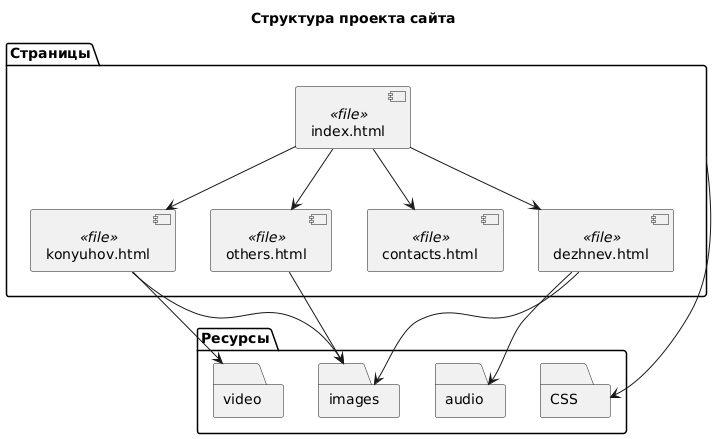 Структура проекта сайта
Страницы
«file»
index.html
«file»
konyuhov.html
«file»
others.html
«file»
contacts.html
«file»
dezhnev.html
Ресурсы
video
images
audio
CSS